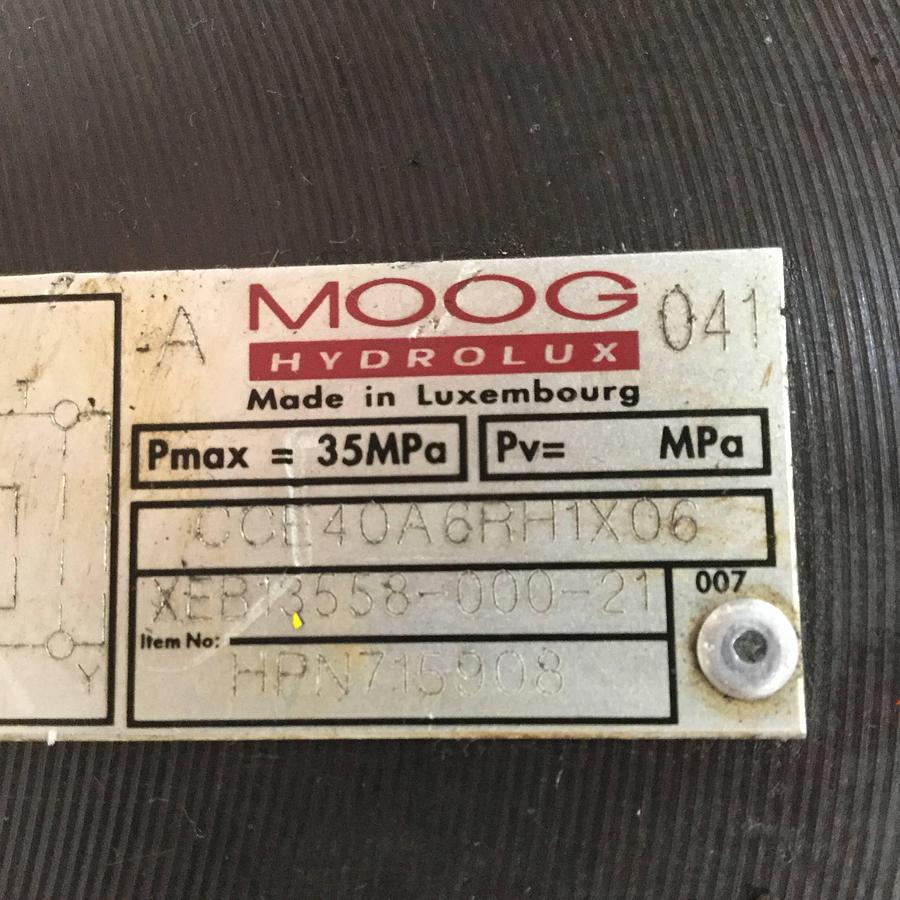 -A MOOG 041
HYDROLUX
Made in Luxembourg
Pmax = 35MPa Pv= MPa
CCE40A6RH1X06
XEB13558-000-21 007
Item No:
HPN715908
T
Y